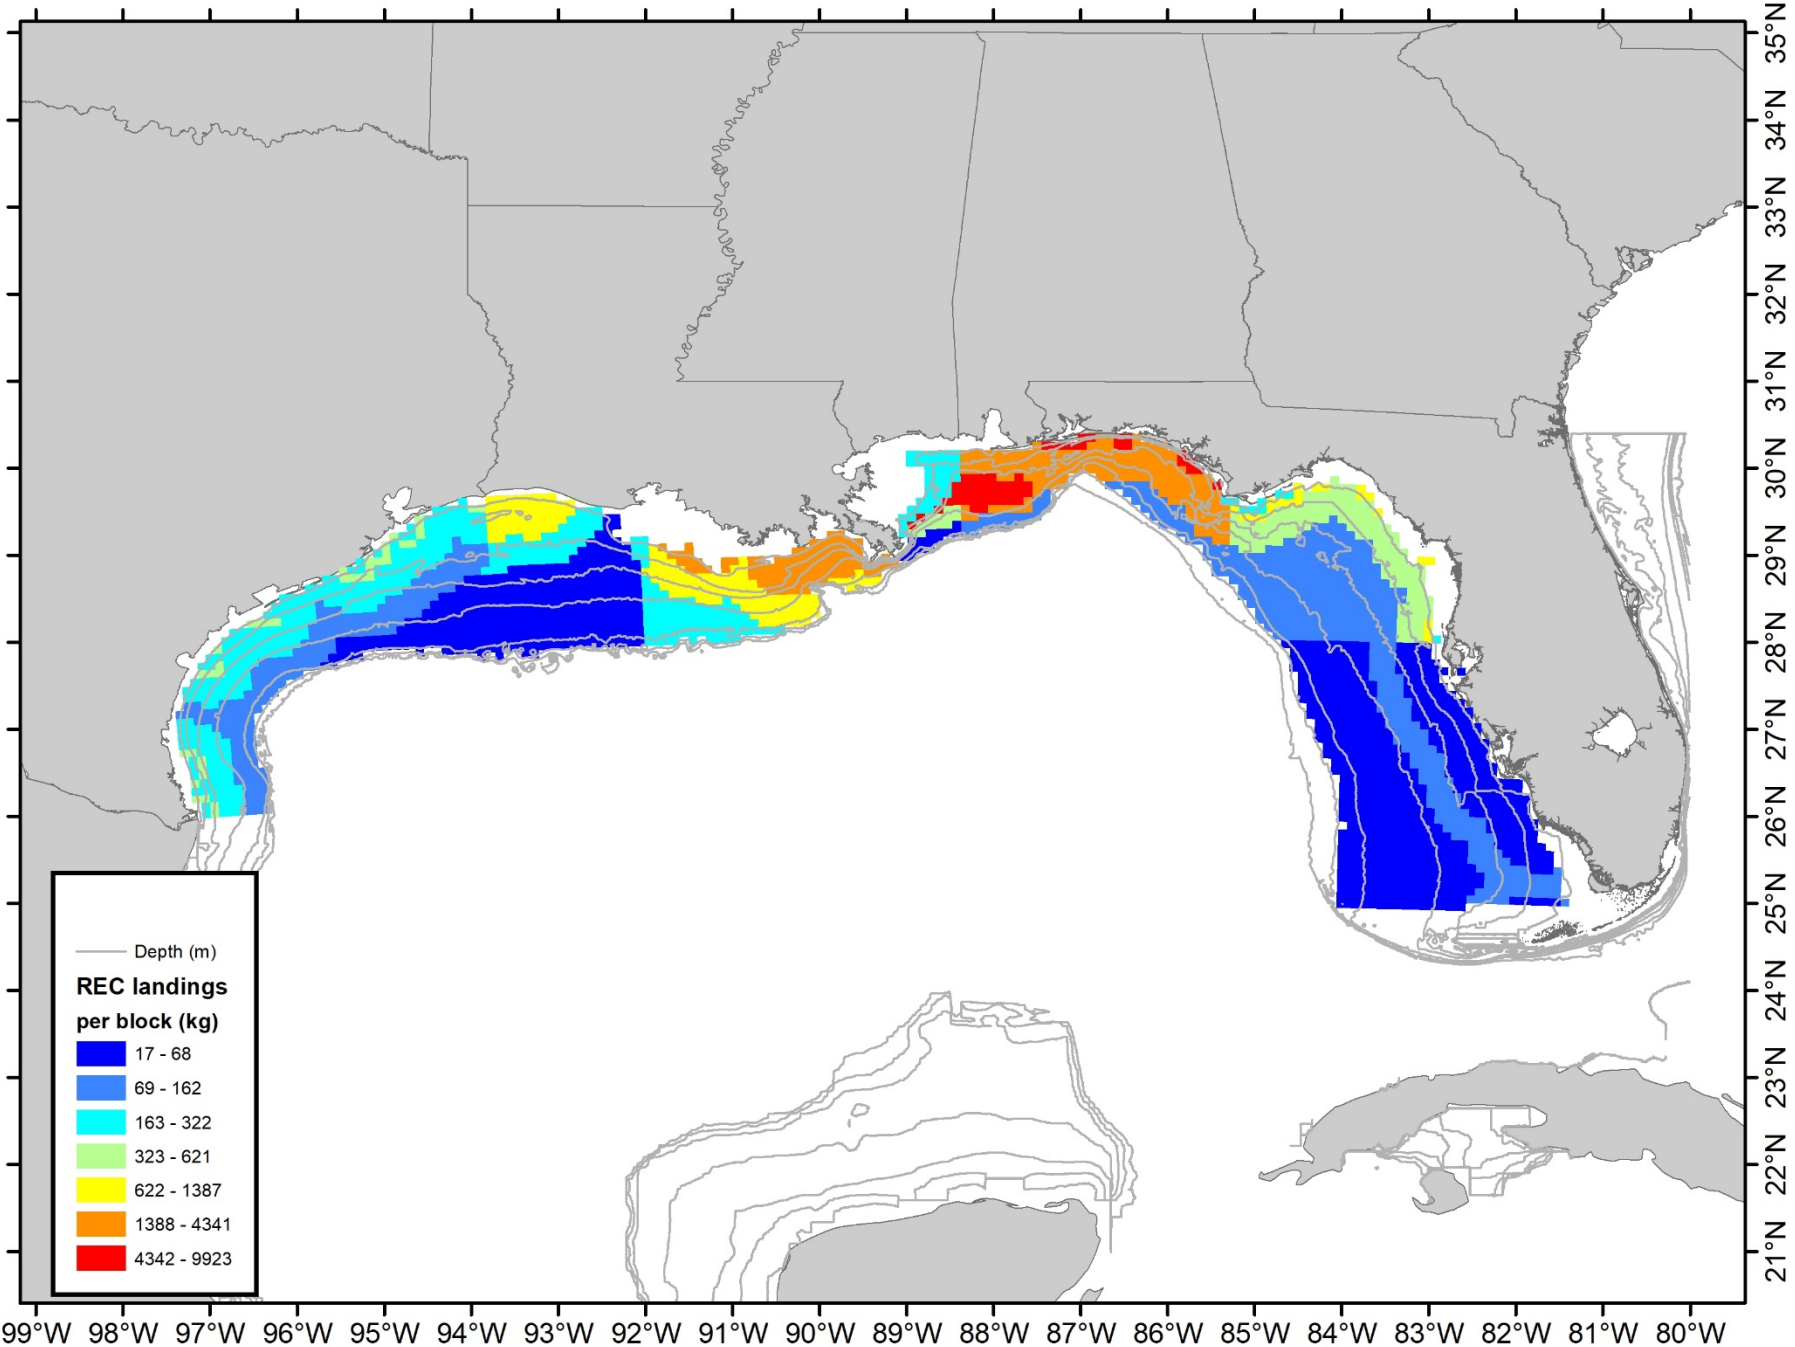 35°N
34°N
33°N
32°N
31°N
30°N
29°N
28°N
27°N
26°N
25°N
24°N
23°N
22°N
21°N
Depth (m)
REC landings
per block (kg)
17 - 68
69 - 162
163 - 322
323 - 621
622 - 1387
1388 - 4341
4342 - 9923
99°W 98°W 97°W 96°W 95°W 94°W 93°W 92°W 91°W 90°W 89°W 88°W 87°W 86°W 85°W 84°W 83°W 82°W 81°W 80°W